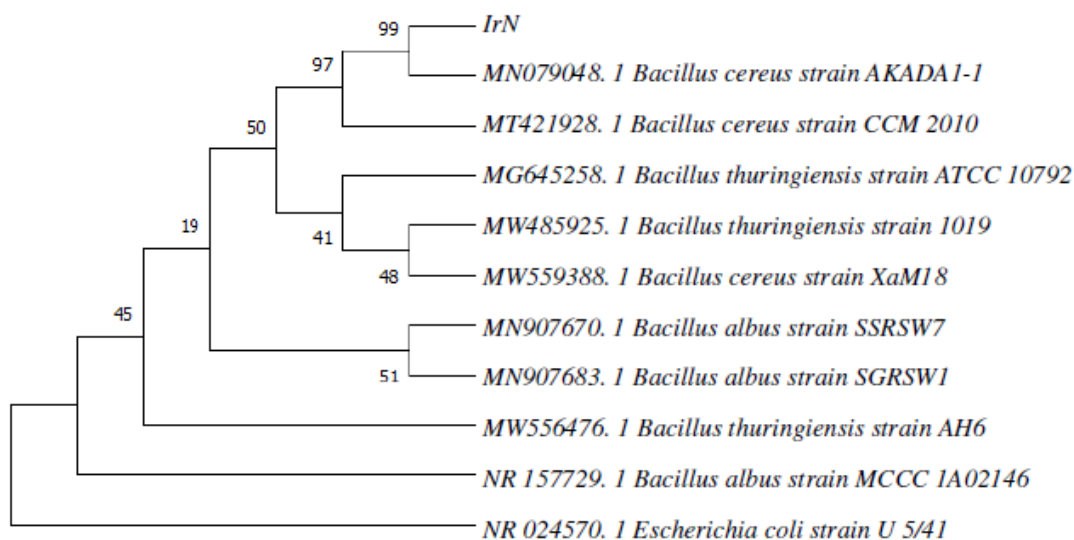 99
IrN
97
MN079048. 1 Bacillus cereus strain AKADA1-1
50
MT421928. 1 Bacillus cereus strain CCM 2010
MG645258. 1 Bacillus thuringiensis strain ATCC 10792
19
MW485925. 1 Bacillus thuringiensis strain 1019
41
48
MW559388. 1 Bacillus cereus strain XaM18
45
MN907670. 1 Bacillus albus strain SSRSW7
51
MN907683. 1 Bacillus albus strain SGRSW1
MW556476. 1 Bacillus thuringiensis strain AH6
NR 157729. 1 Bacillus albus strain MCCC 1A02146
NR 024570. 1 Escherichia coli strain U 5/41